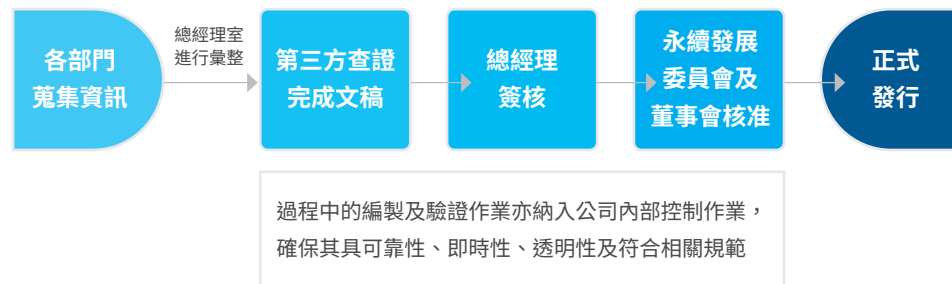 各部門
蒐集資訊
總經理室
進行彙整
第三方查證
完成文稿
總經理
簽核
永續發展
委員會及
董事會核准
正式
發行
過程中的編製及驗證作業亦納入公司內部控制作業，
確保其具可靠性、即時性、透明性及符合相關規範